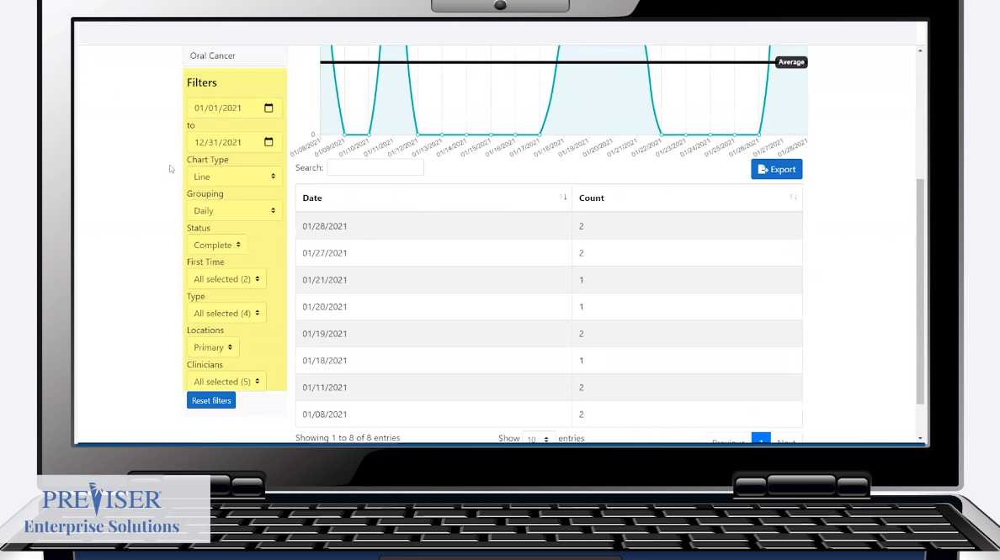 Oral Cancer
Filters
01/01/2021
to
12/31/2021
Chart Type
Line
Grouping
Daily
Status
Complete
First Time
All selected (2)
Type
All selected (4)
Locations
Primary
Clinicians
All selected (5)
Reset filters
Average
0
01/08/2021 01/09/2021 01/10/2021 01/11/2021 01/12/2021 01/13/2021 01/14/2021 01/15/2021 01/16/2021 01/17/2021 01/18/2021 01/19/2021 01/20/2021 01/21/2021 01/22/2021 01/23/2021 01/24/2021 01/25/2021 01/26/2021 01/27/2021 01/28/2021
Search:
Export
Date Count
01/28/2021 2
01/27/2021 2
01/21/2021 1
01/20/2021 1
01/19/2021 2
01/18/2021 1
01/11/2021 2
01/08/2021 2
Showing 1 to 8 of 8 entries
Show 10 entries
Previous 1 Next
PREVISER
Enterprise Solutions